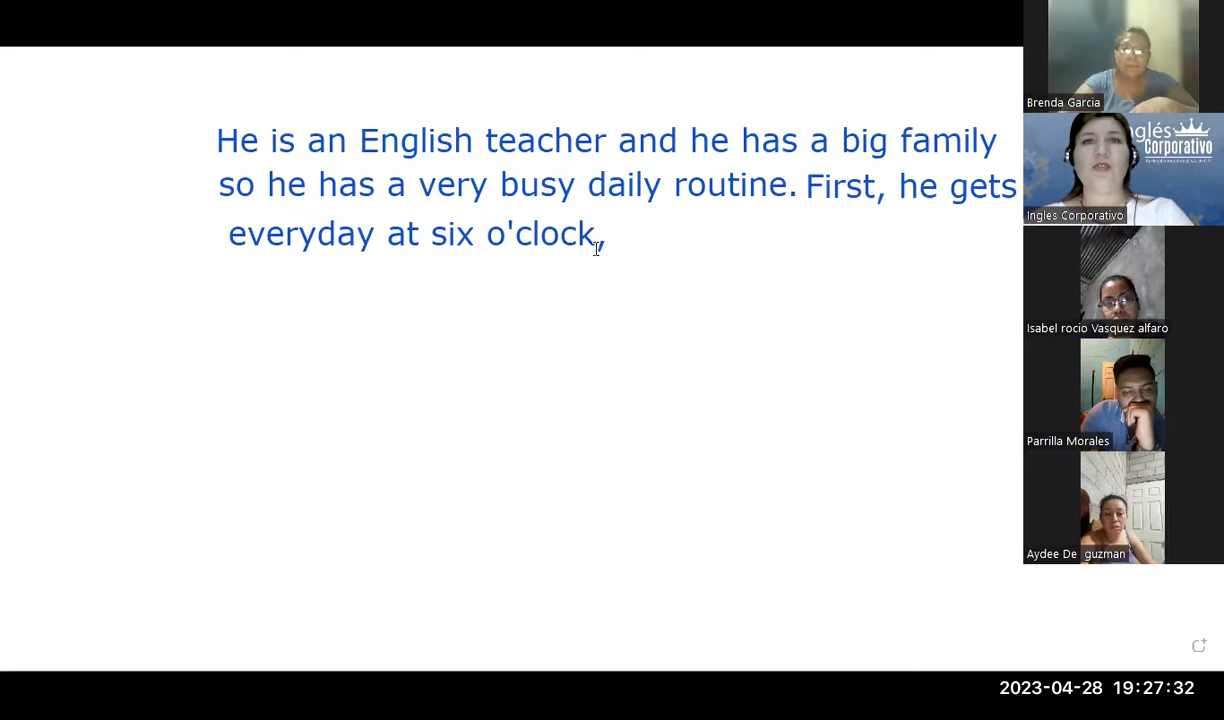 He is an English teacher and he has a big family
so he has a very busy daily routine. First, he gets
everyday at six o'clock,
Brenda Garcia
Inglés
Corporativo
Ingles Corporativo
Isabel rocio Vasquez alfaro
Parrilla Morales
Aydee De guzman
2023-04-28 19:27:32